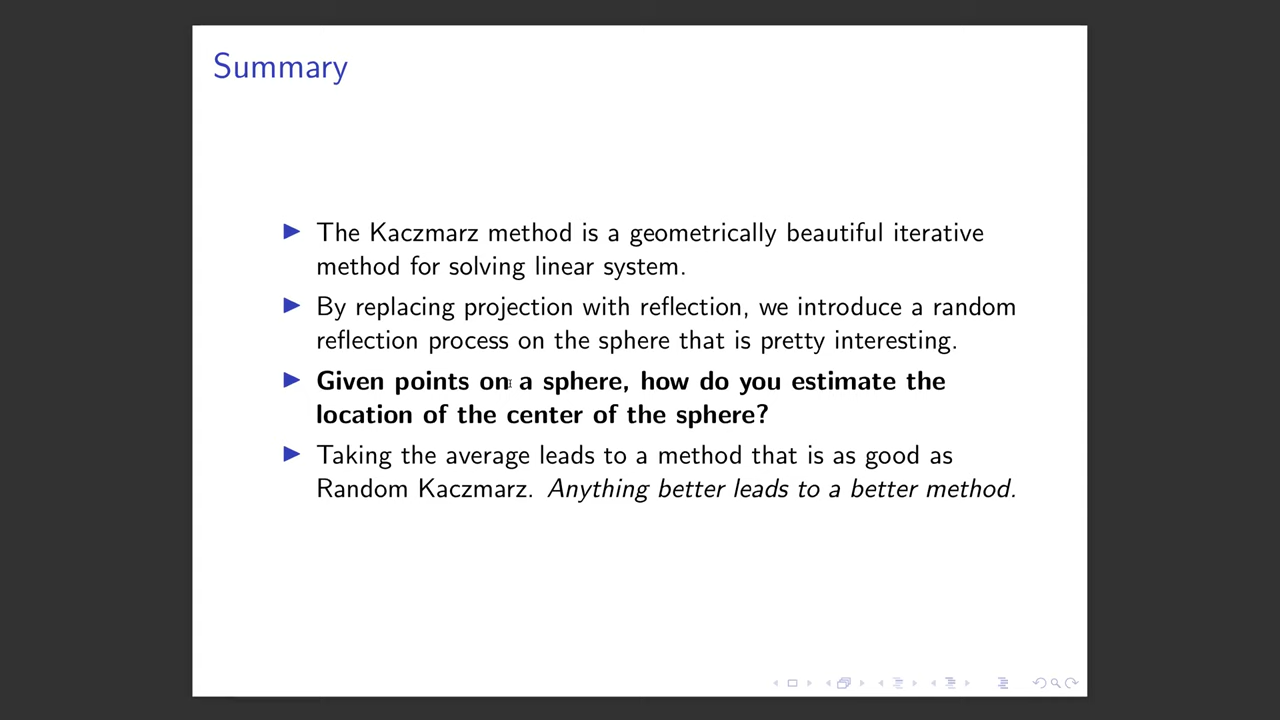 Summary
The Kaczmarz method is a geometrically beautiful iterative
method for solving linear system.
By replacing projection with reflection, we introduce a random
reflection process on the sphere that is pretty interesting.
Given points on a sphere, how do you estimate the
location of the center of the sphere?
Taking the average leads to a method that is as good as
Random Kaczmarz. Anything better leads to a better method.